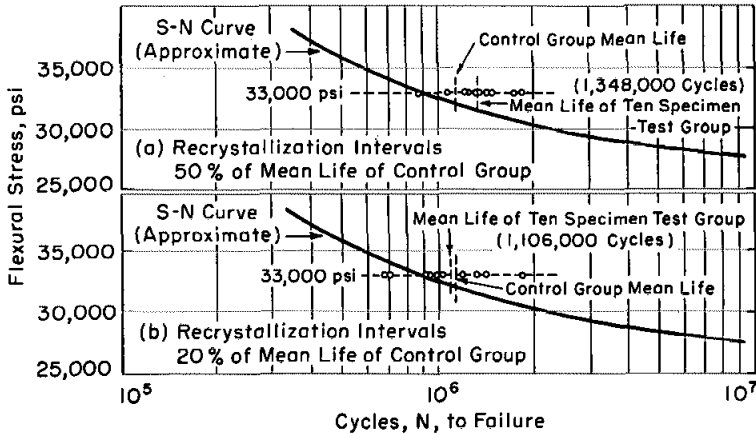 Flexural Stress, psi
35,000
30,000
25,000
S-N Curve
(Approximate)
Control Group Mean Life
33,000 psi
(1,348,000 Cycles)
Mean Life of Ten Specimen
Test Group
(a) Recrystallization Intervals
50% of Mean Life of Control Group
35,000
30,000
25,000
S-N Curve
(Approximate)
Mean Life of Ten Specimen Test Group
(1,106,000 Cycles)
33,000 psi
Control Group Mean Life
(b) Recrystallization Intervals
20% of Mean Life of Control Group
10⁵
10⁶
10⁷
Cycles, N, to Failure